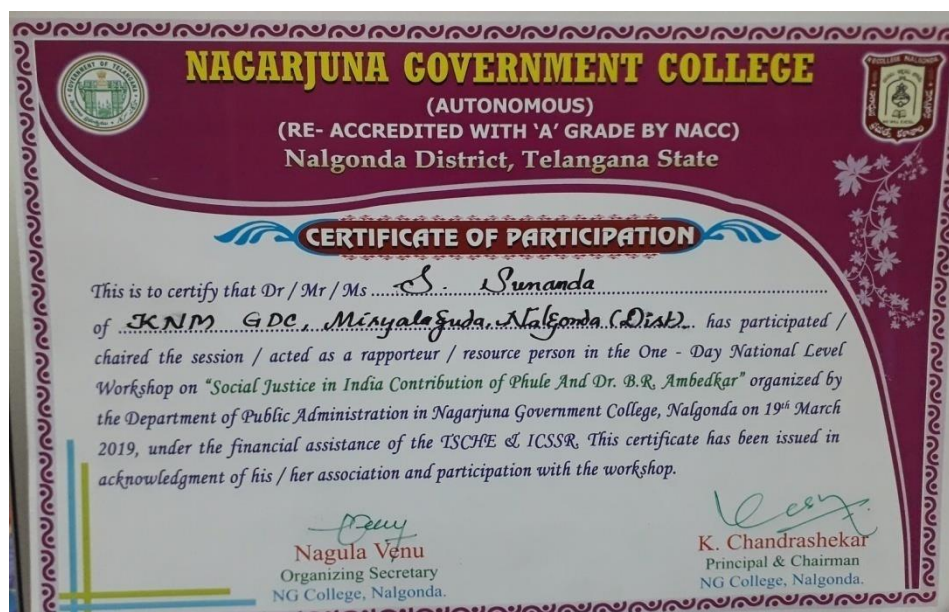 NAGARJUNA GOVERNMENT COLLEGE
(AUTONOMOUS)
(RE- ACCREDITED WITH 'A' GRADE BY NACC)
Nalgonda District, Telangana State
GOVERNMENT OF TELANGANA
CERTIFICATE OF PARTICIPATION
This is to certify that Dr / Mr / Ms S. Sunanda
of KNM GDC, Miryalaguda, Nalgonda (Dist). has participated /
chaired the session / acted as a rapporteur / resource person in the One - Day National Level
Workshop on "Social Justice in India Contribution of Phule And Dr. B.R. Ambedkar" organized by
the Department of Public Administration in Nagarjuna Government College, Nalgonda on 19th March
2019, under the financial assistance of the TSCHE & ICSSR. This certificate has been issued in
acknowledgment of his / her association and participation with the workshop.
Nagula Venu
Organizing Secretary
NG College, Nalgonda.
K. Chandrashekar
Principal & Chairman
NG College, Nalgonda.